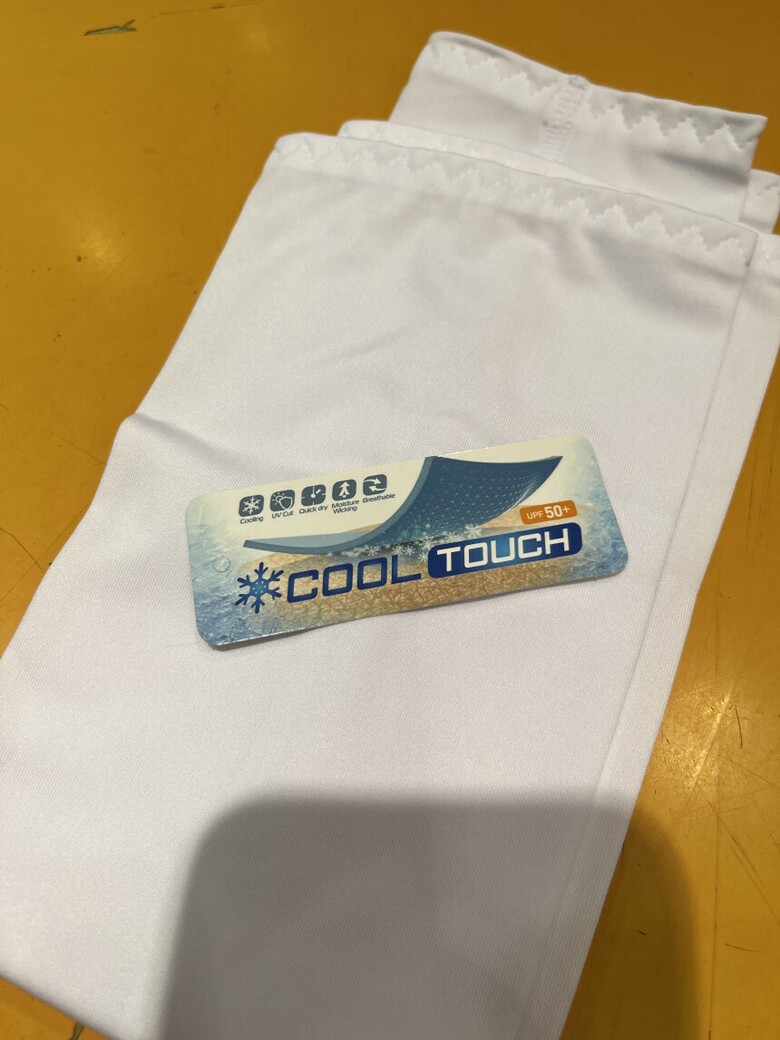 Cooling
UV Cut
Quick dry
Moisture
Wicking
Breathable
UPF 50+
COOL TOUCH